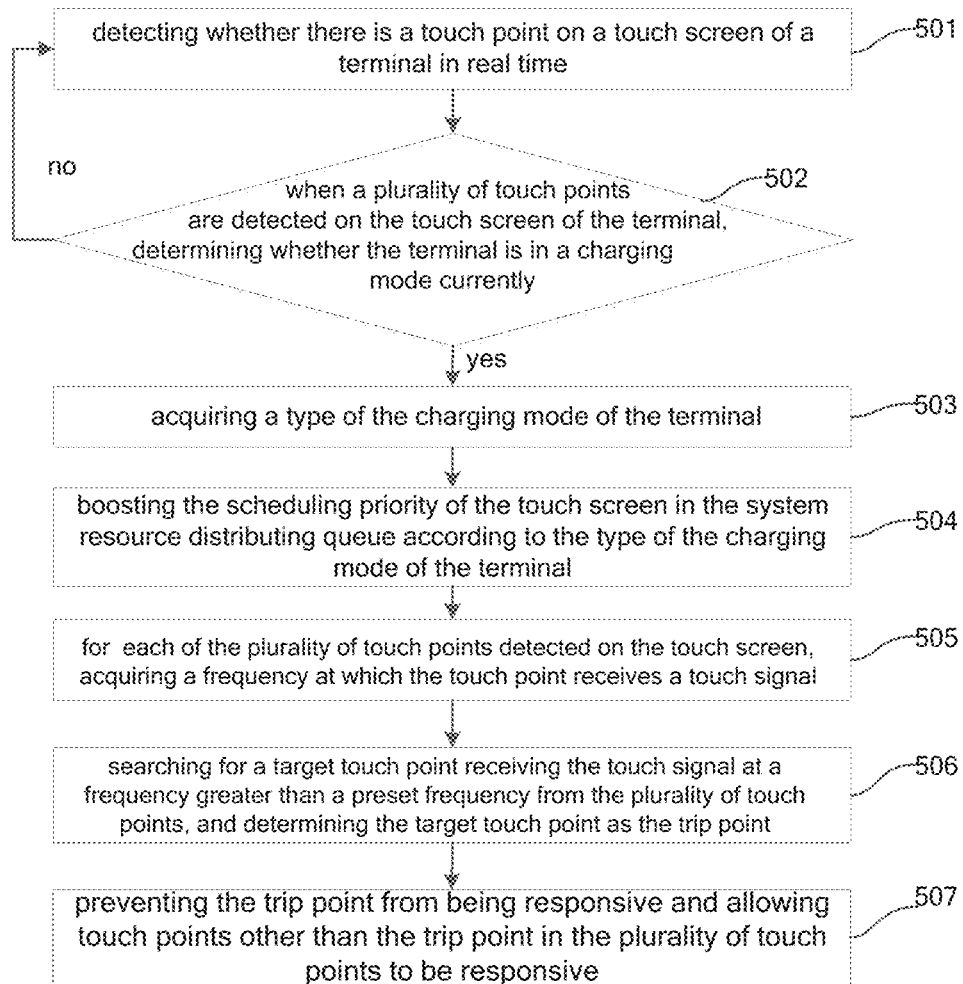 detecting whether there is a touch point on a touch screen of a
terminal in real time
501
no
when a plurality of touch points
are detected on the touch screen of the terminal,
determining whether the terminal is in a charging
mode currently
502
yes
acquiring a type of the charging mode of the terminal
503
boosting the scheduling priority of the touch screen in the system
resource distributing queue according to the type of the charging
mode of the terminal
504
for each of the plurality of touch points detected on the touch screen,
acquiring a frequency at which the touch point receives a touch signal
505
searching for a target touch point receiving the touch signal at a
frequency greater than a preset frequency from the plurality of touch
points, and determining the target touch point as the trip point
506
preventing the trip point from being responsive and allowing
touch points other than the trip point in the plurality of touch
points to be responsive
507